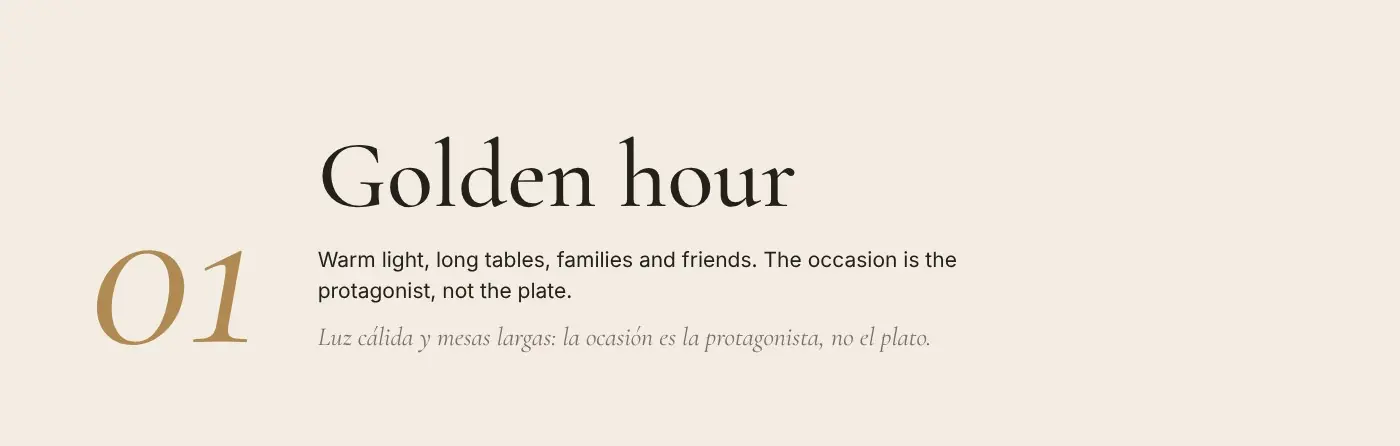 Golden hour
01
Warm light, long tables, families and friends. The occasion is the
protagonist, not the plate.
Luz cálida y mesas largas: la ocasión es la protagonista, no el plato.